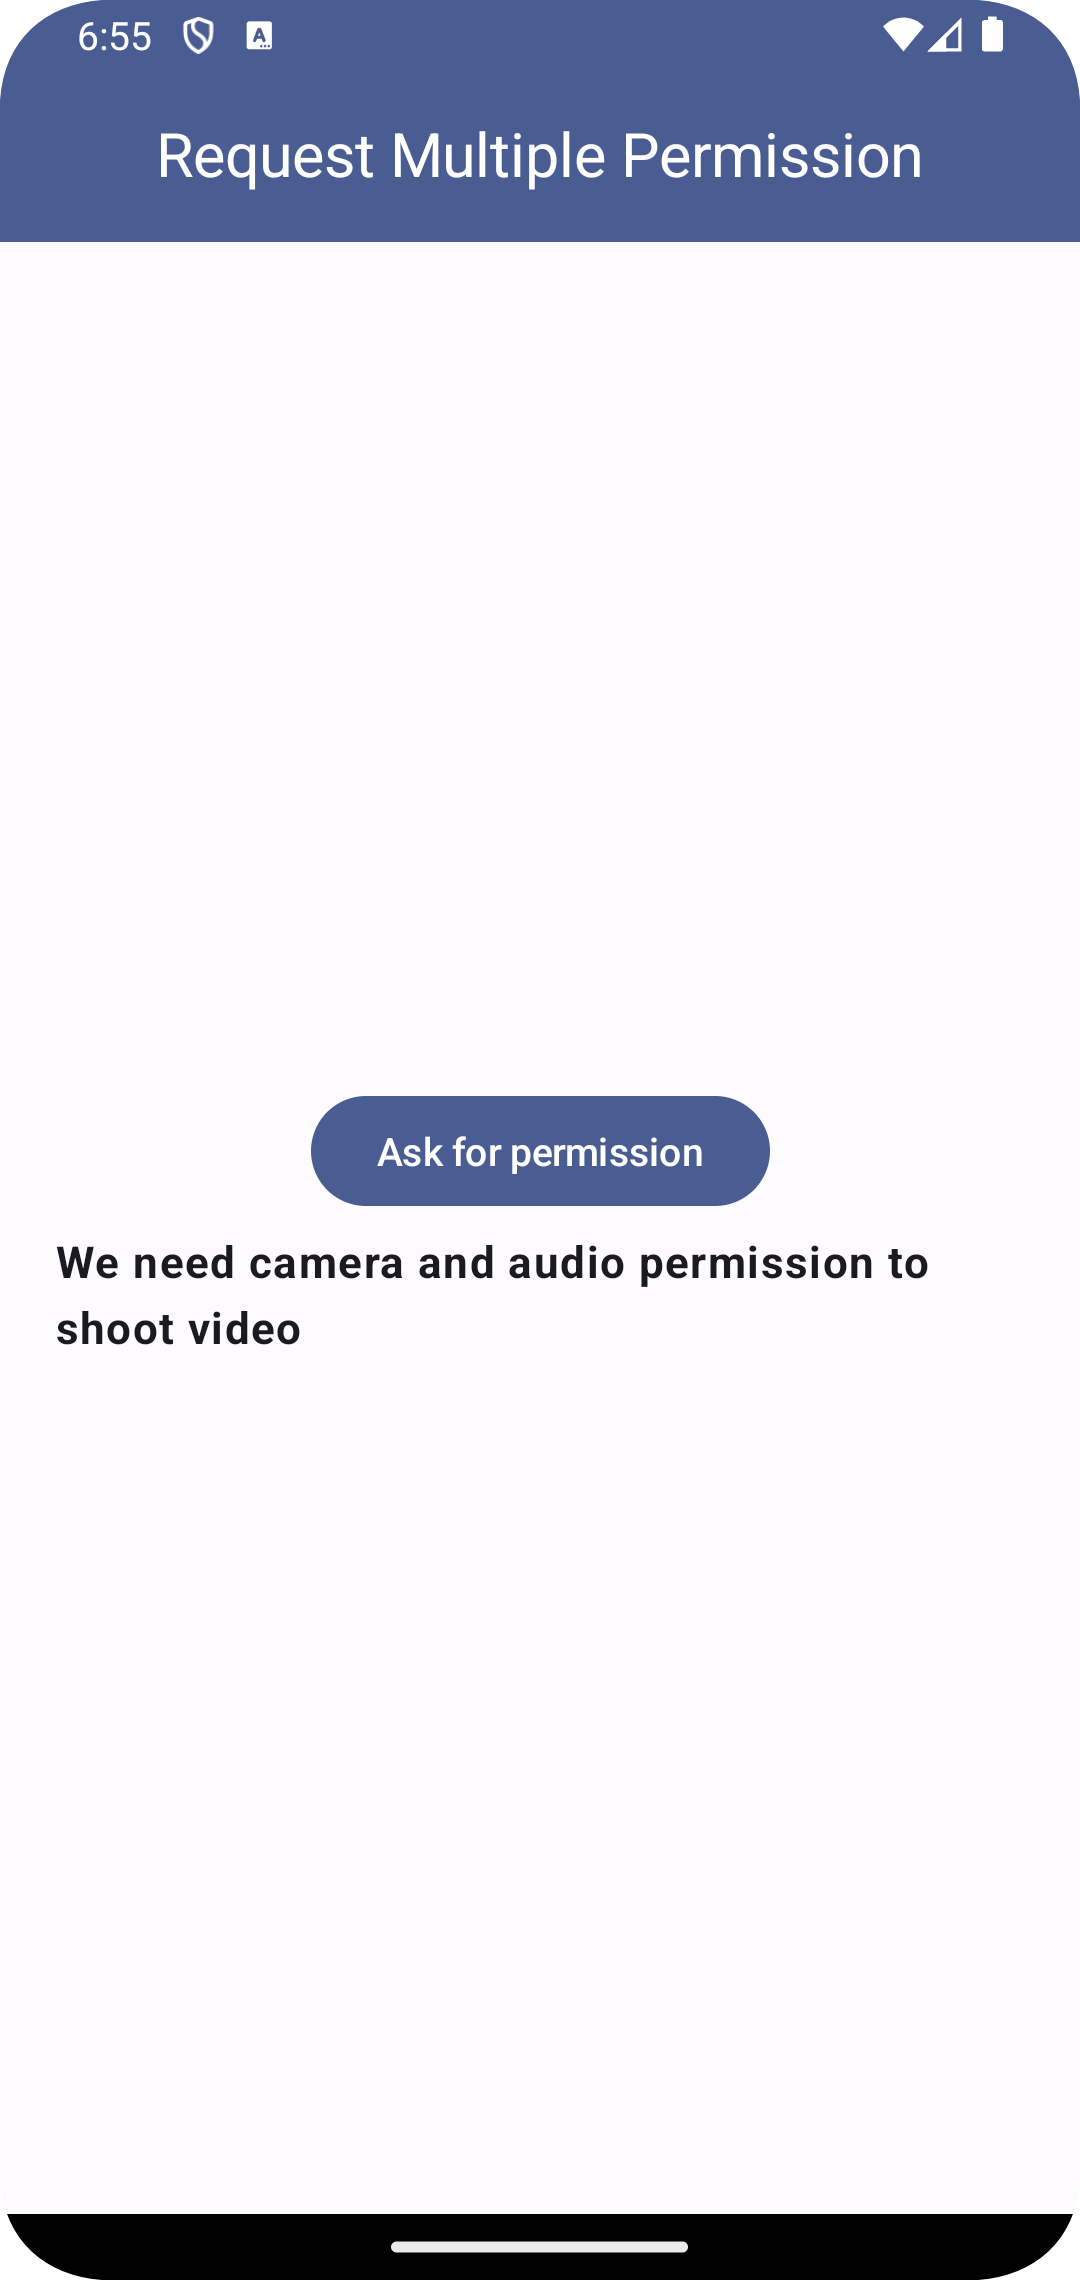 6:55
Request Multiple Permission
Ask for permission
We need camera and audio permission to
shoot video